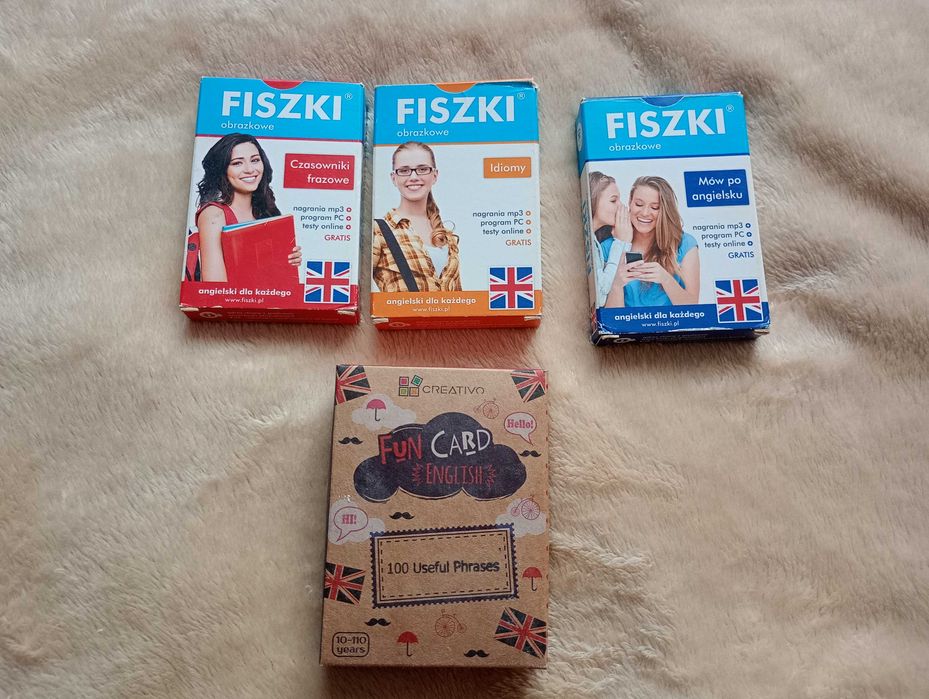 FISZKI®
obrazkowe
Czasowniki
frazowe
nagrania mp3
program PC
testy online
GRATIS
angielski dla każdego
www.fiszki.pl
FISZKI®
obrazkowe
Idiomy
nagrania mp3
program PC
testy online
GRATIS
angielski dla każdego
www.fiszki.pl
FISZKI®
obrazkowe
Mów po
angielsku
nagrania mp3
program PC
testy online
GRATIS
angielski dla każdego
www.fiszki.pl
CREATIVO
Hello!
FUN CARD
ENGLISH
HI!
100 Useful Phrases
10-110
years